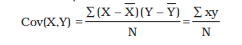 Cov(X,Y) = Σ(X − X̅)(Y − Y̅) / N = Σxy / N